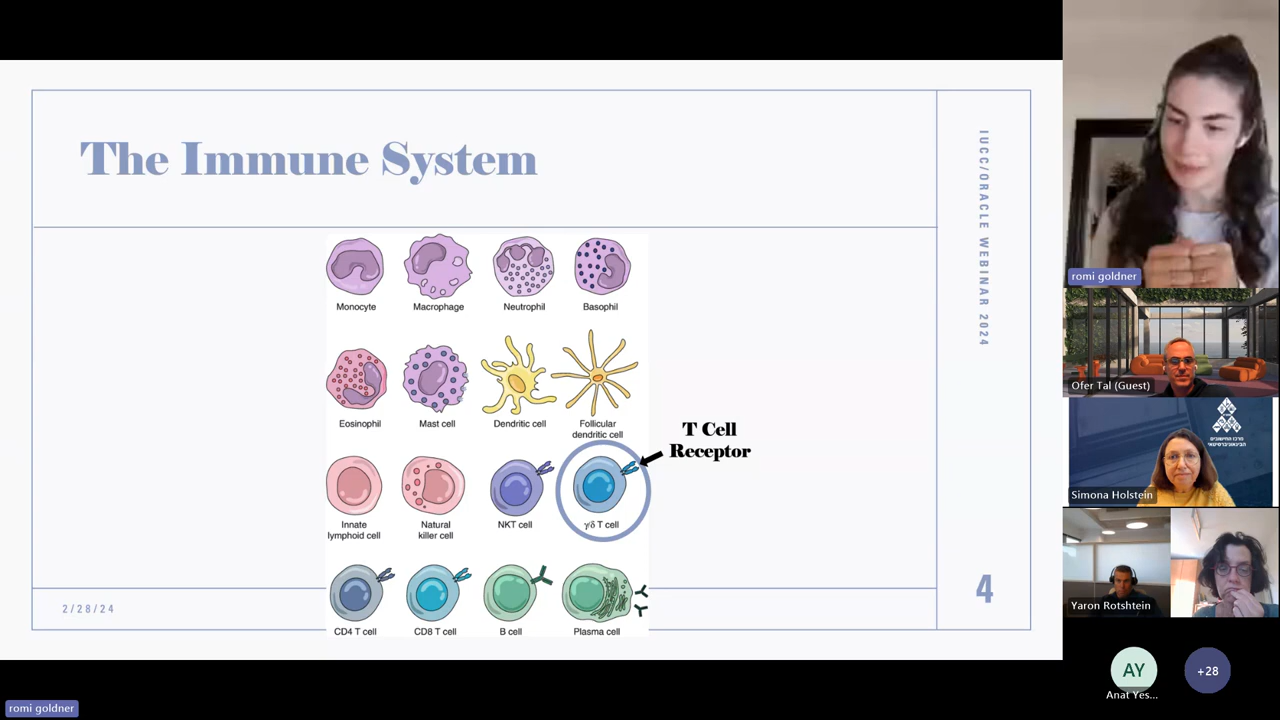 The Immune System
IUCC/ORACLE WEBINAR 2024
Monocyte
Macrophage
Neutrophil
Basophil
Eosinophil
Mast cell
Dendritic cell
Follicular
dendritic cell
T Cell
Receptor
Innate
lymphoid cell
Natural
killer cell
NKT cell
γδ T cell
CD4 T cell
CD8 T cell
B cell
Plasma cell
2/28/24
4
romi goldner
Ofer Tal (Guest)
מרכז החישובים
הבינאוניברסיטאי
Simona Holstein
Yaron Rotshtein
AY
+28
Anat Yes...
romi goldner